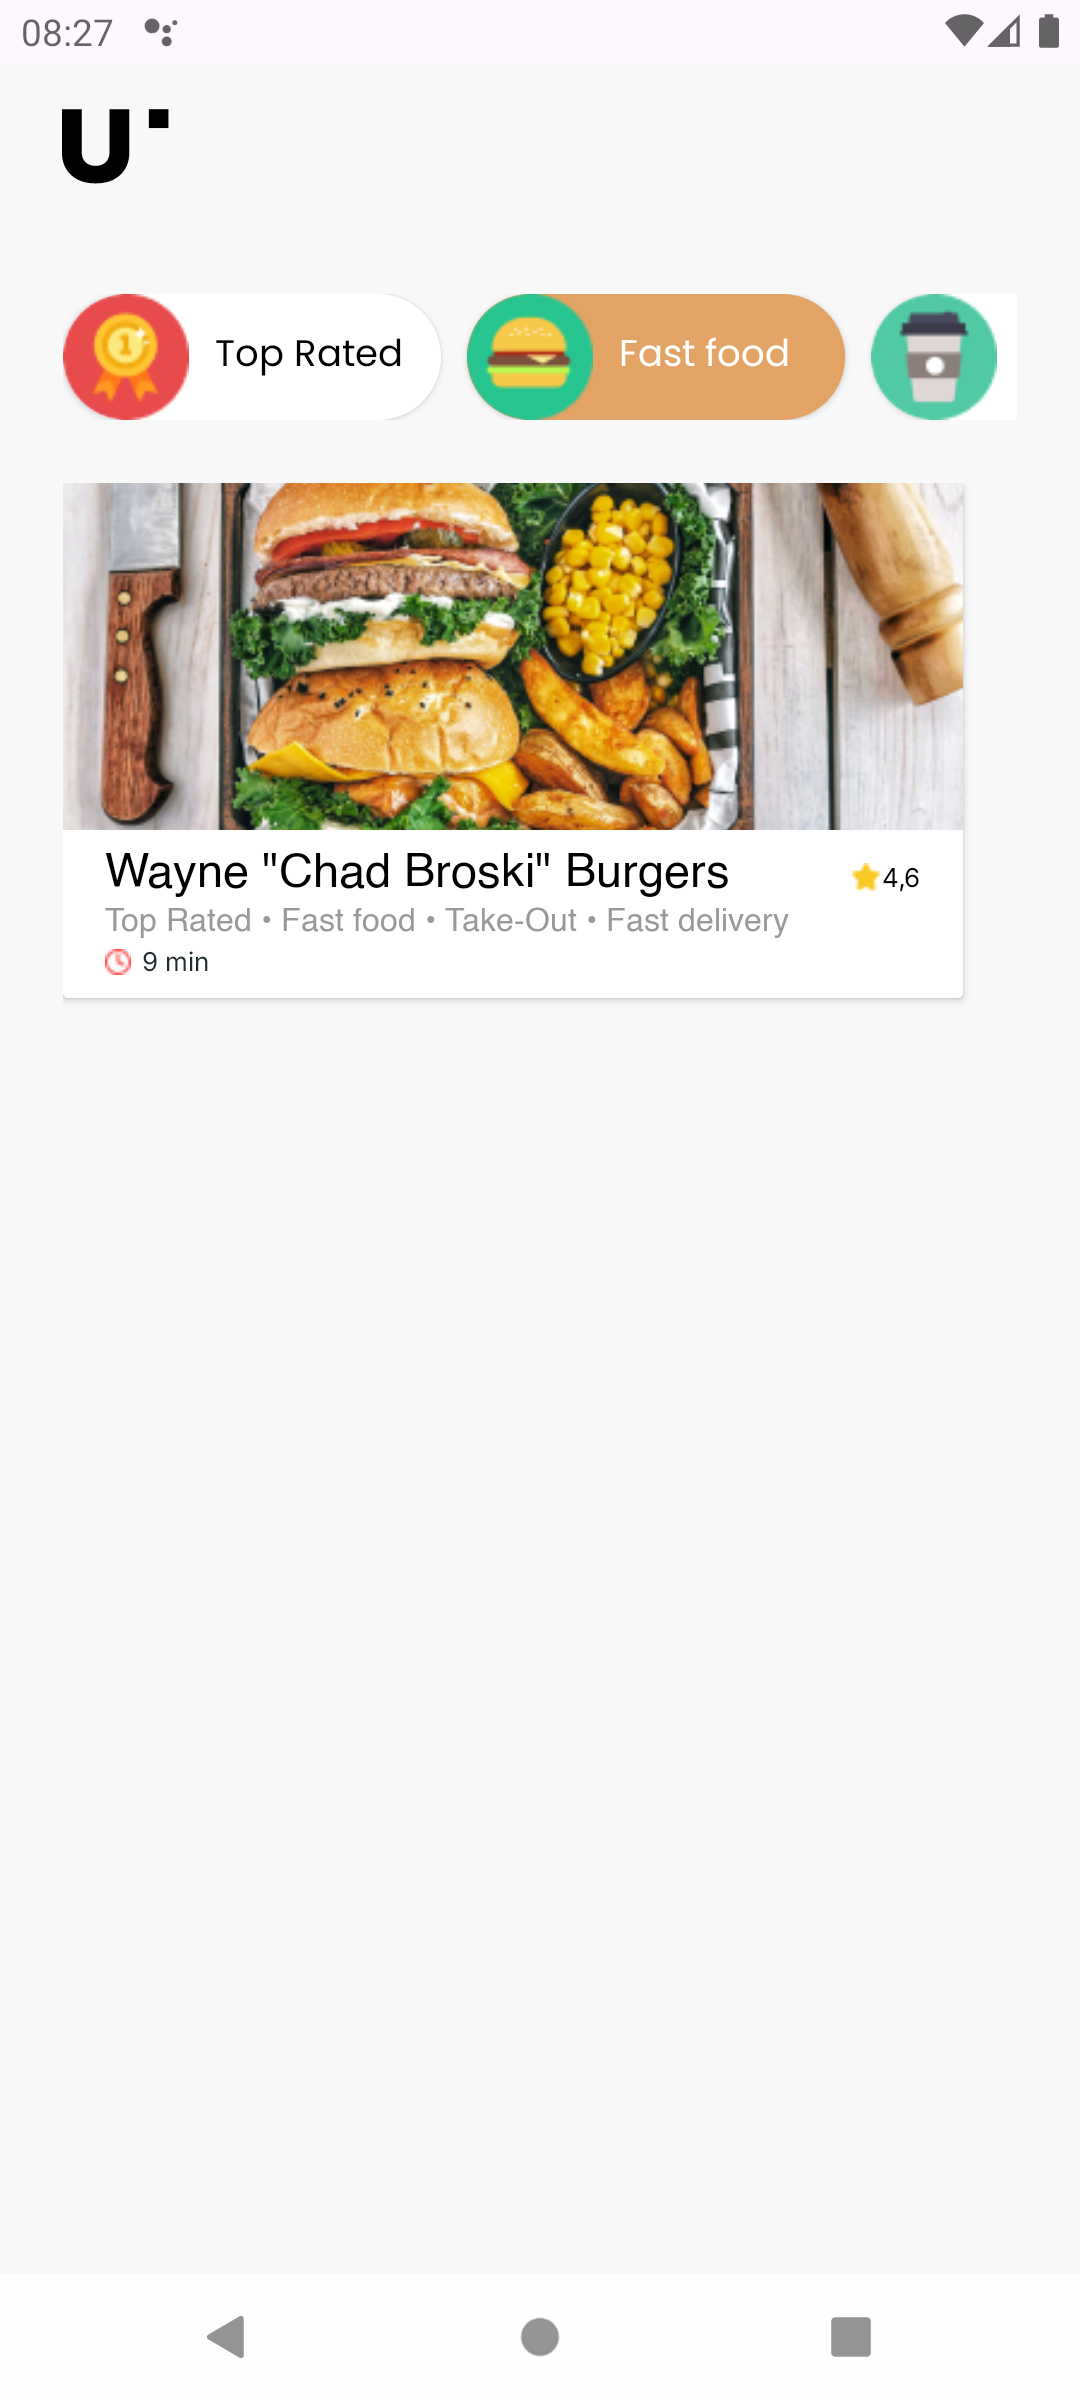 08:27
U
Top Rated
Fast food
Wayne "Chad Broski" Burgers
4,6
Top Rated • Fast food • Take-Out • Fast delivery
9 min